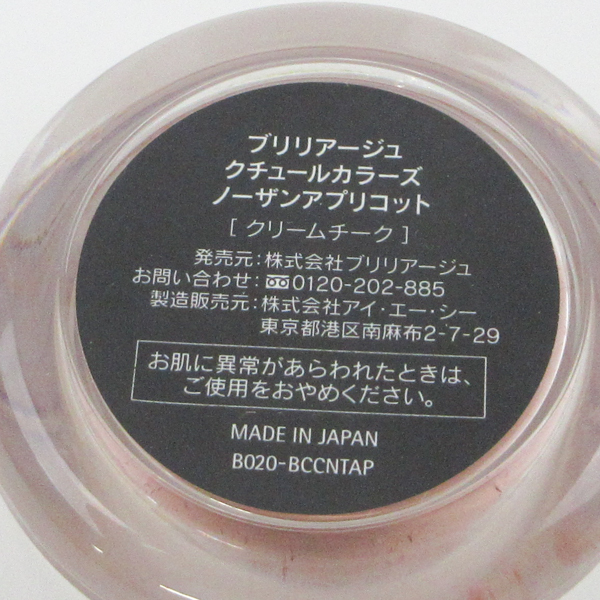 ブリリアージュ
クチュールカラーズ
ノーザンアプリコット
[ クリームチーク ]
発売元:株式会社ブリリアージュ
お問い合わせ:0120-202-885
製造販売元:株式会社アイ・エー・シー
東京都港区南麻布2-7-29
お肌に異常があらわれたときは、
ご使用をおやめください。
MADE IN JAPAN
B020-BCCNTAP